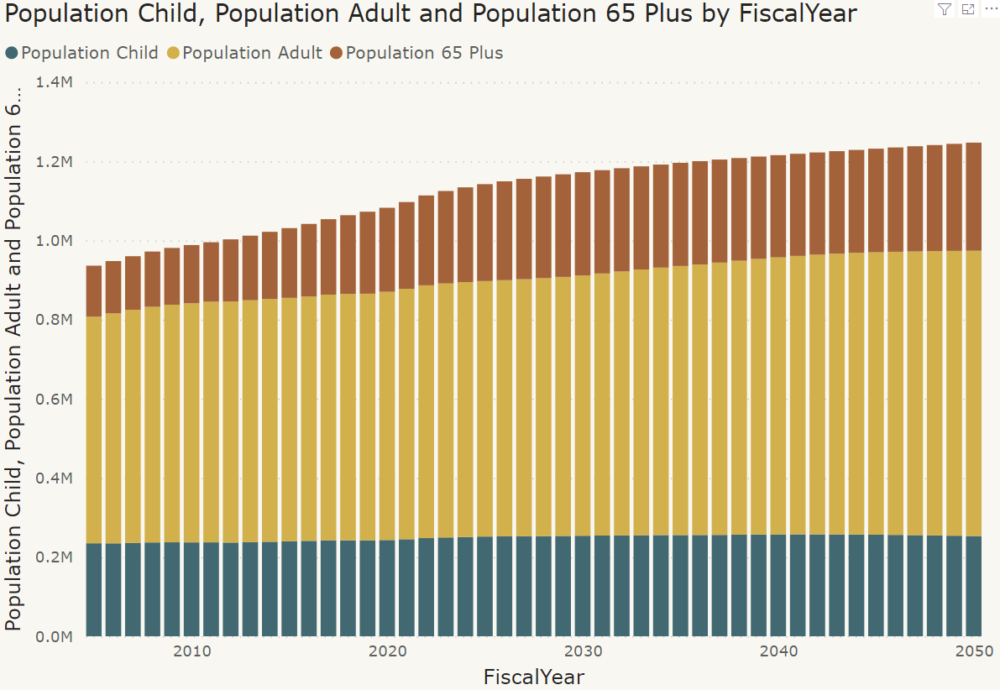 Population Child, Population Adult and Population 65 Plus by FiscalYear
Population Child Population Adult Population 65 Plus
Population Child, Population Adult and Population 6...
1.4M
1.2M
1.0M
0.8M
0.6M
0.4M
0.2M
0.0M
2010 2020 2030 2040 2050
FiscalYear